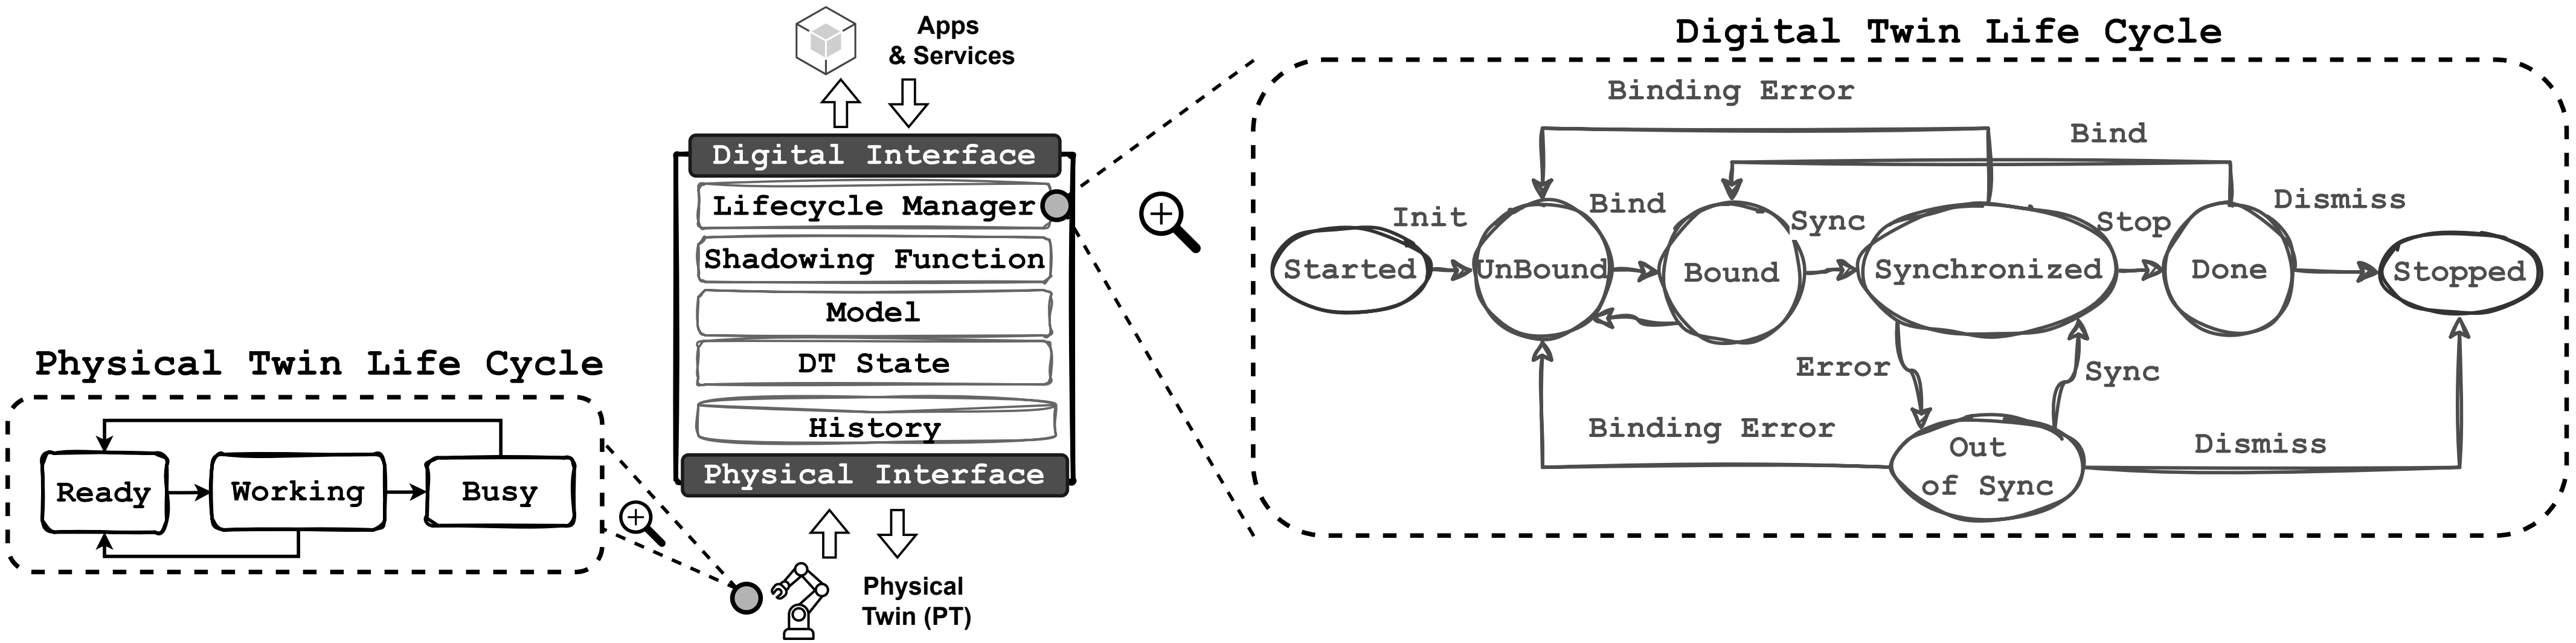 Apps
& Services
Digital Interface
Lifecycle Manager
Shadowing Function
Model
DT State
History
Physical Interface
Physical
Twin (PT)
Physical Twin Life Cycle
Ready
Working
Busy
Digital Twin Life Cycle
Binding Error
Bind
Init
Bind
Sync
Stop
Dismiss
Started
UnBound
Bound
Synchronized
Done
Stopped
Error
Sync
Binding Error
Out
of Sync
Dismiss